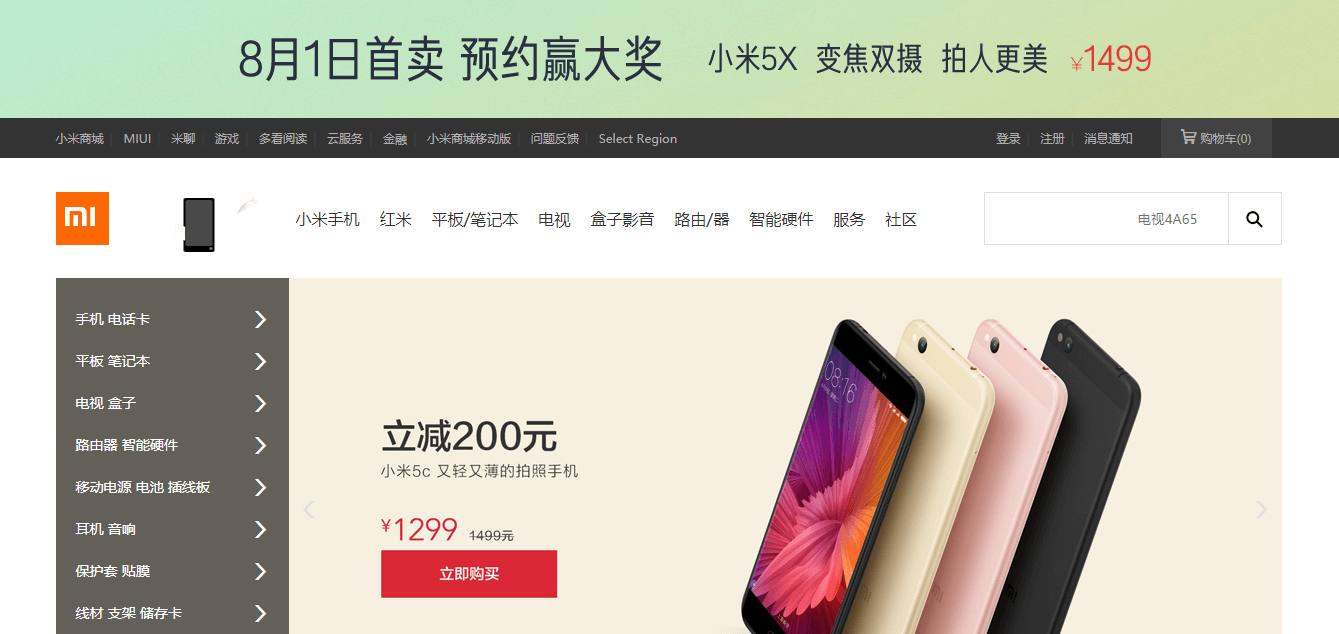 8月1日首卖 预约赢大奖 小米5X 变焦双摄 拍人更美 ¥1499
小米商城 MIUI 米聊 游戏 多看阅读 云服务 金融 小米商城移动版 问题反馈 Select Region 登录 注册 消息通知 购物车(0)
MI 小米手机 红米 平板/笔记本 电视 盒子影音 路由/器 智能硬件 服务 社区 电视4A65
手机 电话卡
平板 笔记本
电视 盒子
路由器 智能硬件
移动电源 电池 插线板
耳机 音响
保护套 贴膜
线材 支架 储存卡
立减200元
小米5c 又轻又薄的拍照手机
¥1299 1499元
立即购买
08:16
MI